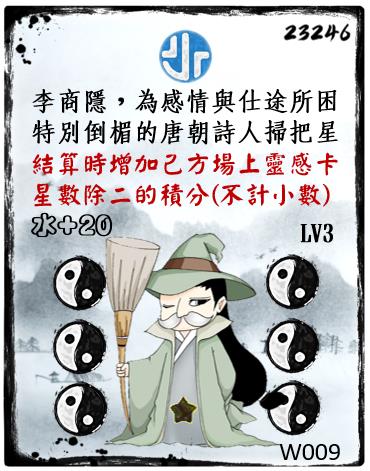 23246
李商隱，為感情與仕途所困
特別倒楣的唐朝詩人掃把星
結算時增加己方場上靈感卡
星數除二的積分(不計小數)
水+20
LV3
W009